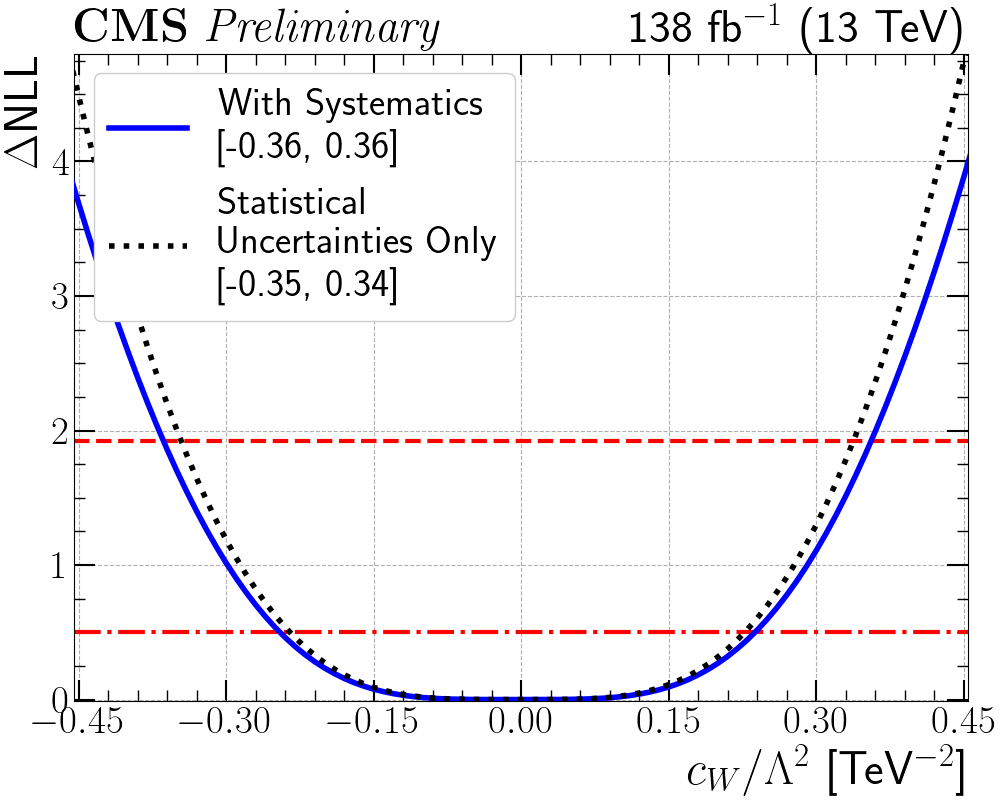 CMS Preliminary 138 fb⁻¹ (13 TeV)
ΔNLL
With Systematics
[-0.36, 0.36]
Statistical
Uncertainties Only
[-0.35, 0.34]
4
3
2
1
0
−0.45 −0.30 −0.15 0.00 0.15 0.30 0.45
c_W/Λ² [TeV⁻²]